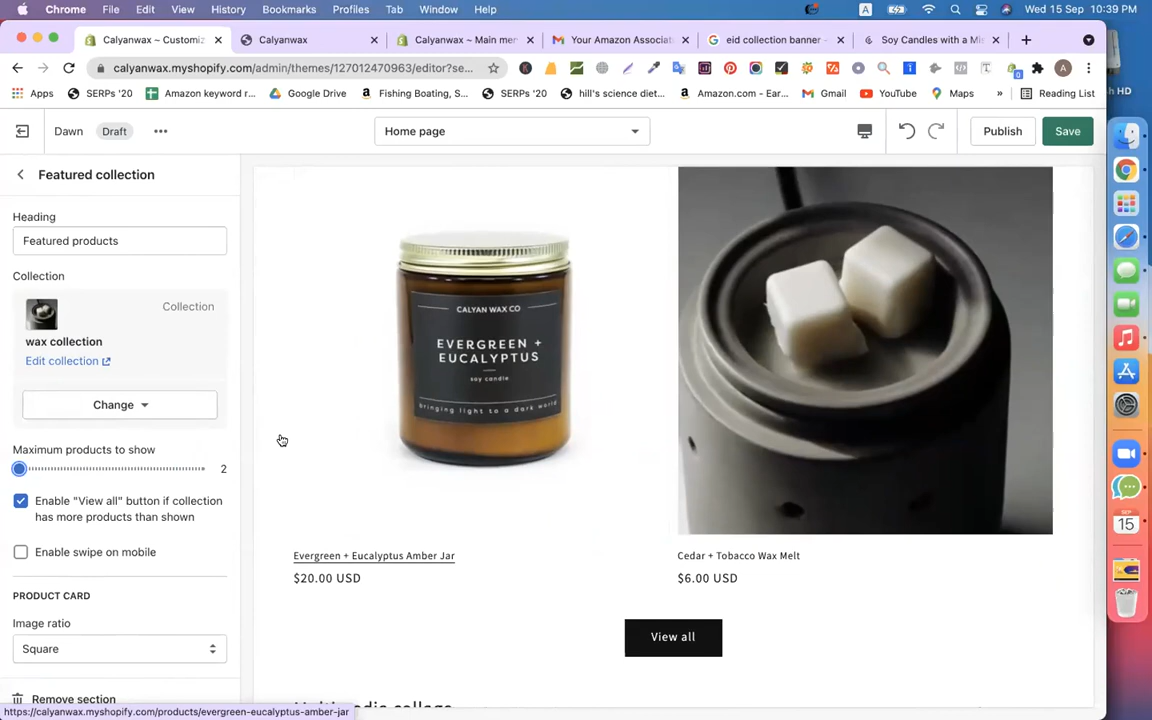 Chrome File Edit View History Bookmarks Profiles Tab Window Help A Wed 15 Sep 10:39 PM
Calyanwax ~ Customiz Calyanwax Calyanwax ~ Main me Your Amazon Associat eid collection banner - Soy Candles with a Mi
calyanwax.myshopify.com/admin/themes/127012470963/editor?se... A
Apps SERPs '20 Amazon keyword r... Google Drive Fishing Boating, S... SERPs '20 hill's science diet... Amazon.com - Ear... Gmail YouTube Maps » Reading List
Dawn Draft ••• Home page Publish Save
Featured collection
Heading
Featured products
Collection
Collection
wax collection
Edit collection
Change
Maximum products to show
2
Enable "View all" button if collection
has more products than shown
Enable swipe on mobile
PRODUCT CARD
Image ratio
Square
Remove section
CALYAN WAX CO
EVERGREEN +
EUCALYPTUS
soy candle
bringing light to a dark world
Evergreen + Eucalyptus Amber Jar
$20.00 USD
Cedar + Tobacco Wax Melt
$6.00 USD
View all
Multimedia collage
https://calyanwax.myshopify.com/products/evergreen-eucalyptus-amber-jar
SEP
15